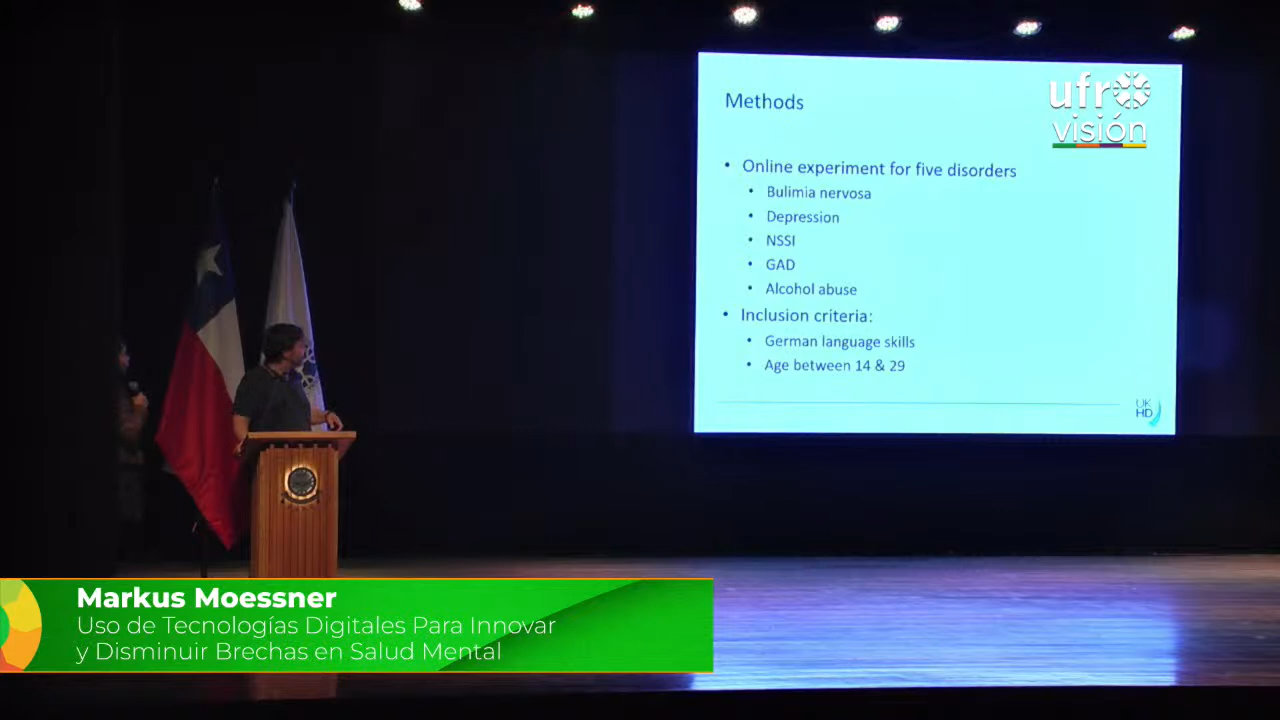 ufro
visión
Methods
• Online experiment for five disorders
• Bulimia nervosa
• Depression
• NSSI
• GAD
• Alcohol abuse
• Inclusion criteria:
• German language skills
• Age between 14 & 29
UK
HD
Markus Moessner
Uso de Tecnologías Digitales Para Innovar
y Disminuir Brechas en Salud Mental